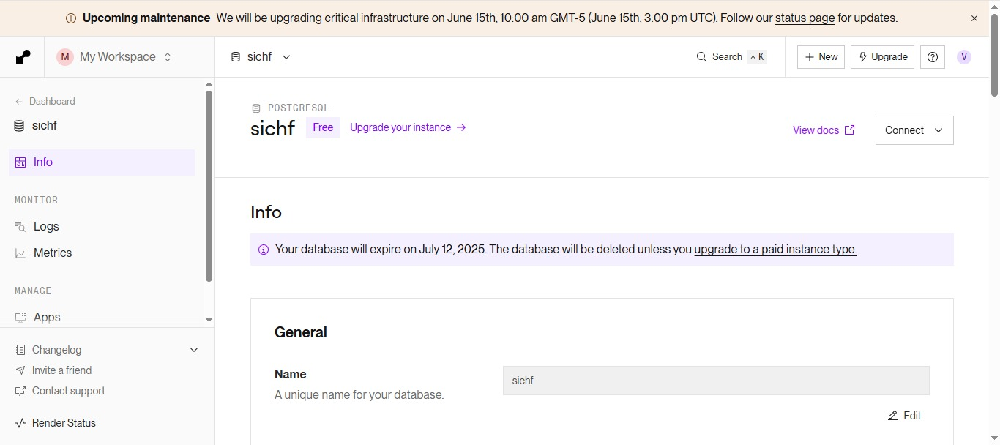 Upcoming maintenance We will be upgrading critical infrastructure on June 15th, 10:00 am GMT-5 (June 15th, 3:00 pm UTC). Follow our status page for updates.
M My Workspace
sichf
Search ^ K
+ New
Upgrade
V
← Dashboard
sichf
Info
MONITOR
Logs
Metrics
MANAGE
Apps
Changelog
Invite a friend
Contact support
Render Status
POSTGRESQL
sichf Free Upgrade your instance →
View docs
Connect
Info
Your database will expire on July 12, 2025. The database will be deleted unless you upgrade to a paid instance type.
General
Name
A unique name for your database.
sichf
Edit